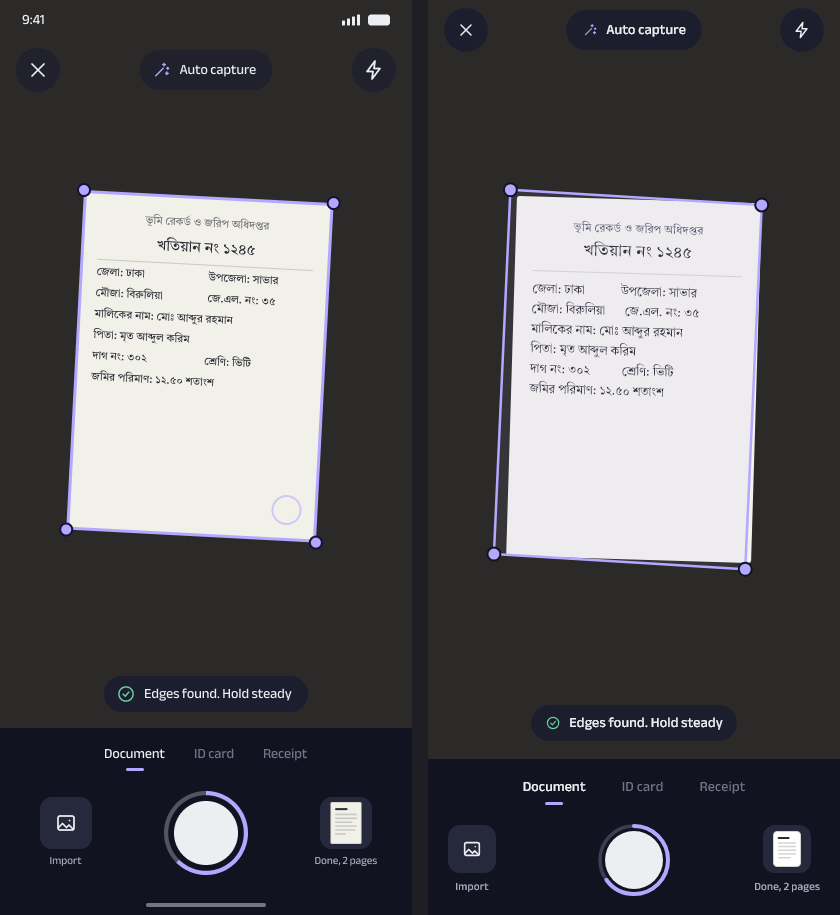 9:41
Auto capture
ভূমি রেকর্ড ও জরিপ অধিদপ্তর
খতিয়ান নং ১২৪৫
জেলা: ঢাকা উপজেলা: সাভার
মৌজা: বিরুলিয়া জে.এল. নং: ৩৫
মালিকের নাম: মোঃ আব্দুর রহমান
পিতা: মৃত আব্দুল করিম
দাগ নং: ৩০২ শ্রেণি: ভিটি
জমির পরিমাণ: ১২.৫০ শতাংশ
Edges found. Hold steady
Document ID card Receipt
Import Done, 2 pages
Auto capture
ভূমি রেকর্ড ও জরিপ অধিদপ্তর
খতিয়ান নং ১২৪৫
জেলা: ঢাকা উপজেলা: সাভার
মৌজা: বিরুলিয়া জে.এল. নং: ৩৫
মালিকের নাম: মোঃ আব্দুর রহমান
পিতা: মৃত আব্দুল করিম
দাগ নং: ৩০২ শ্রেণি: ভিটি
জমির পরিমাণ: ১২.৫০ শতাংশ
Edges found. Hold steady
Document ID card Receipt
Import Done, 2 pages